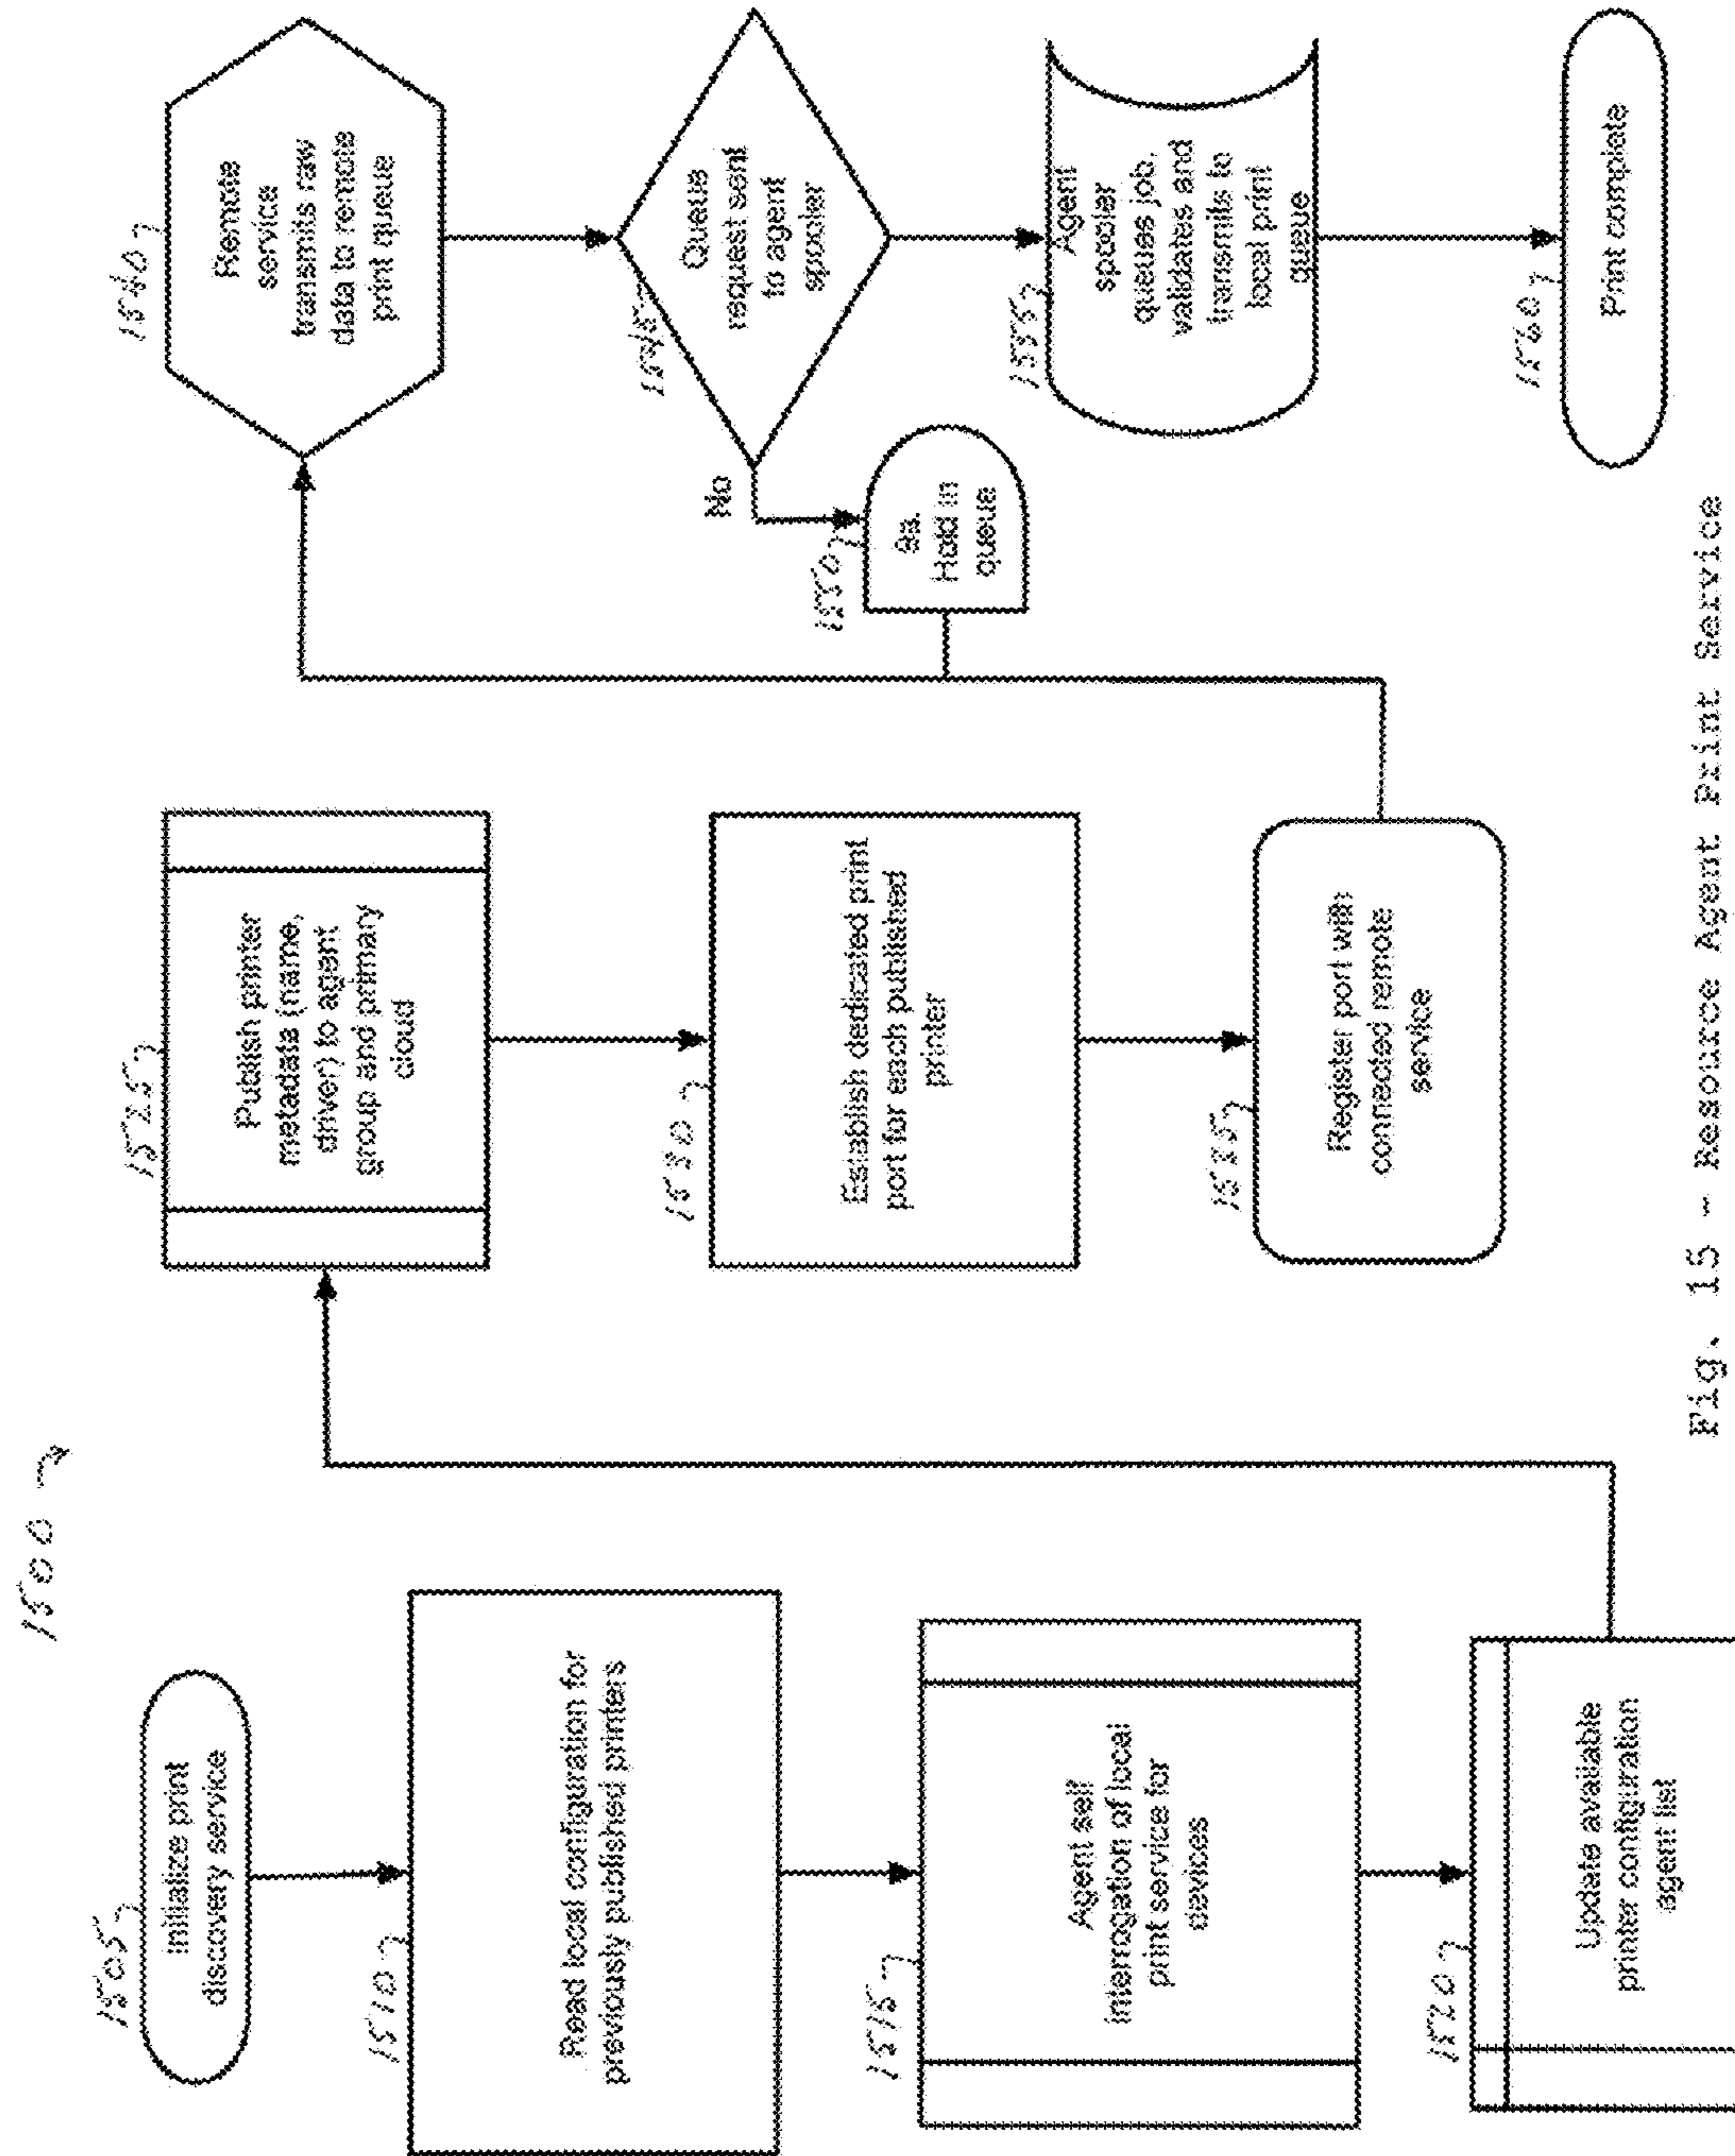 1500
1505
Initialize print
discovery service
1510
Read local configuration for
previously published printers
1515
Agent self
interrogation of local
print service for
devices
1520
Update available
printer configuration
agent list
1525
Publish printer
metadata (name,
driver) to agent
group and primary
cloud
1530
Establish dedicated print
port for each published
printer
1535
Register port with
connected remote
service
1540
Remote
service
transmits raw
data to remote
print queue
1545
Queue
request sent
to agent
spooler
No
1550
9a.
Hold in
queue
1555
Agent
spooler
queues job,
validates and
transmits to
local print
queue
1560
Print complete
Fig. 15 - Resource Agent Print Service